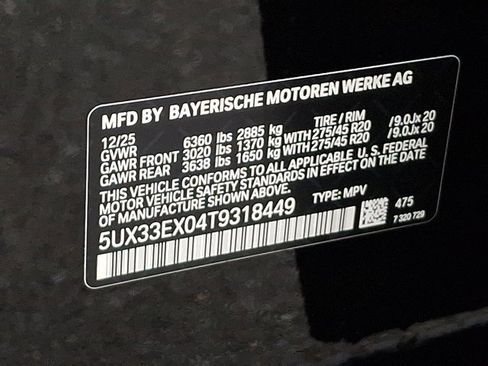 MFD BY BAYERISCHE MOTOREN WERKE AG
12/25 TIRE / RIM
GVWR 6360 lbs 2885 kg
GAWR FRONT 3020 lbs 1370 kg WITH 275/45 R20 /9.0Jx 20
GAWR REAR 3638 lbs 1650 kg WITH 275/45 R20 /9.0Jx 20
THIS VEHICLE CONFORMS TO ALL APPLICABLE U. S. FEDERAL
MOTOR VEHICLE SAFETY STANDARDS IN EFFECT ON THE DATE
OF MANUFACTURE SHOWN ABOVE.
5UX33EX04T9318449 TYPE: MPV
475
7 320 729